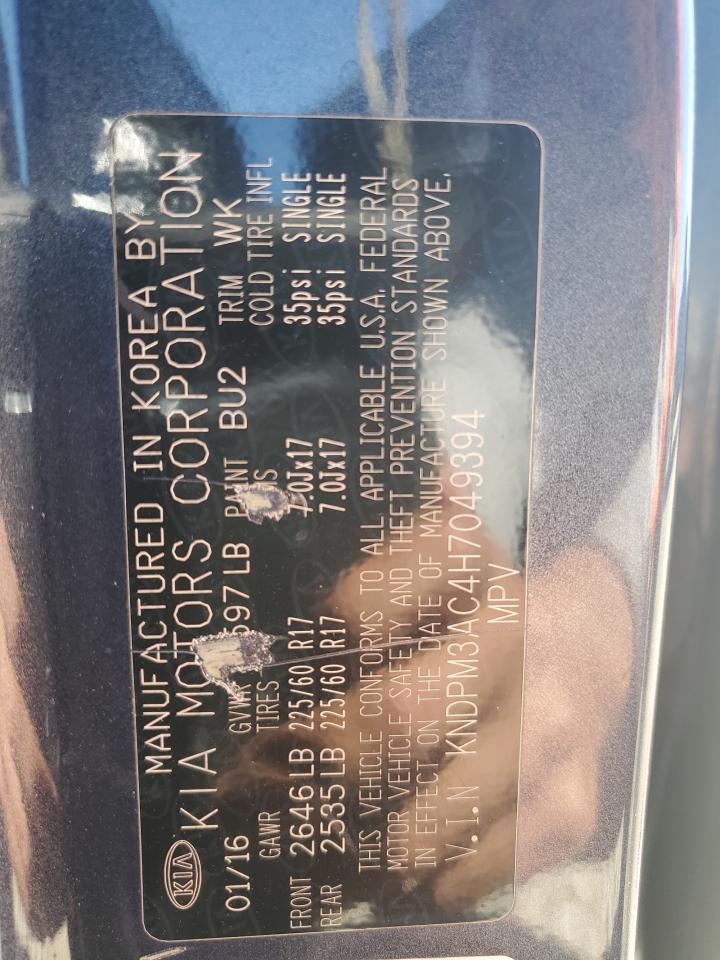 MANUFACTURED IN KOREA BY
KIA KIA MOTORS CORPORATION
01/16 GVWR 597 LB PAINT BU2 TRIM WK
GAWR TIRES COLD TIRE INFL
FRONT 2646 LB 225/60 R17 7.0Jx17 35psi SINGLE
REAR 2535 LB 225/60 R17 7.0Jx17 35psi SINGLE
THIS VEHICLE CONFORMS TO ALL APPLICABLE U.S.A. FEDERAL
MOTOR VEHICLE SAFETY AND THEFT PREVENTION STANDARDS
IN EFFECT ON THE DATE OF MANUFACTURE SHOWN ABOVE.
V.I.N KNDPM3AC4H7049394
MPV